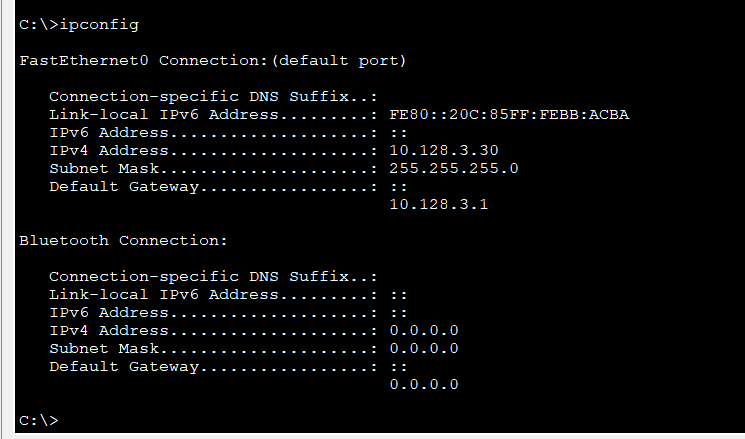 C:\>ipconfig
FastEthernet0 Connection:(default port)
Connection-specific DNS Suffix..:
Link-local IPv6 Address.........: FE80::20C:85FF:FEBB:ACBA
IPv6 Address....................: ::
IPv4 Address....................: 10.128.3.30
Subnet Mask.....................: 255.255.255.0
Default Gateway.................: ::
10.128.3.1
Bluetooth Connection:
Connection-specific DNS Suffix..:
Link-local IPv6 Address.........: ::
IPv6 Address....................: ::
IPv4 Address....................: 0.0.0.0
Subnet Mask.....................: 0.0.0.0
Default Gateway.................: ::
0.0.0.0
C:\>